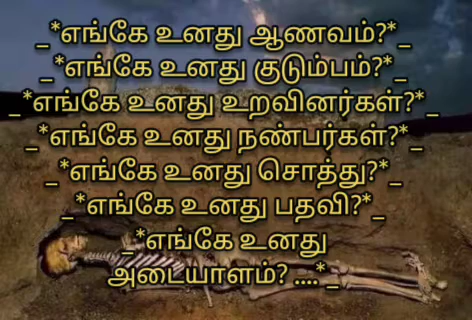 _*எங்கே உனது ஆணவம்?*_
_*எங்கே உனது குடும்பம்?*_
_*எங்கே உனது உறவினர்கள்?*_
_*எங்கே உனது நண்பர்கள்?*_
_*எங்கே உனது சொத்து?*_
_*எங்கே உனது பதவி?*_
_*எங்கே உனது
அடையாளம்? ....*_